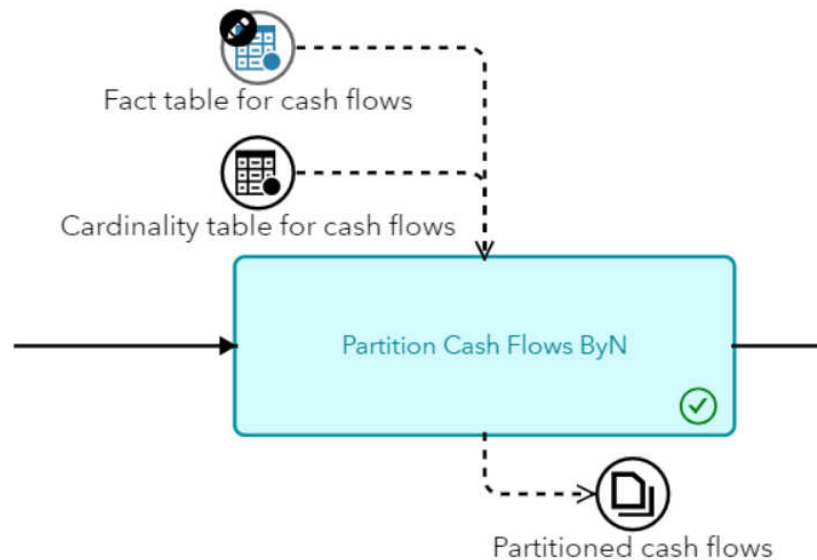 Fact table for cash flows
Cardinality table for cash flows
Partition Cash Flows ByN
Partitioned cash flows